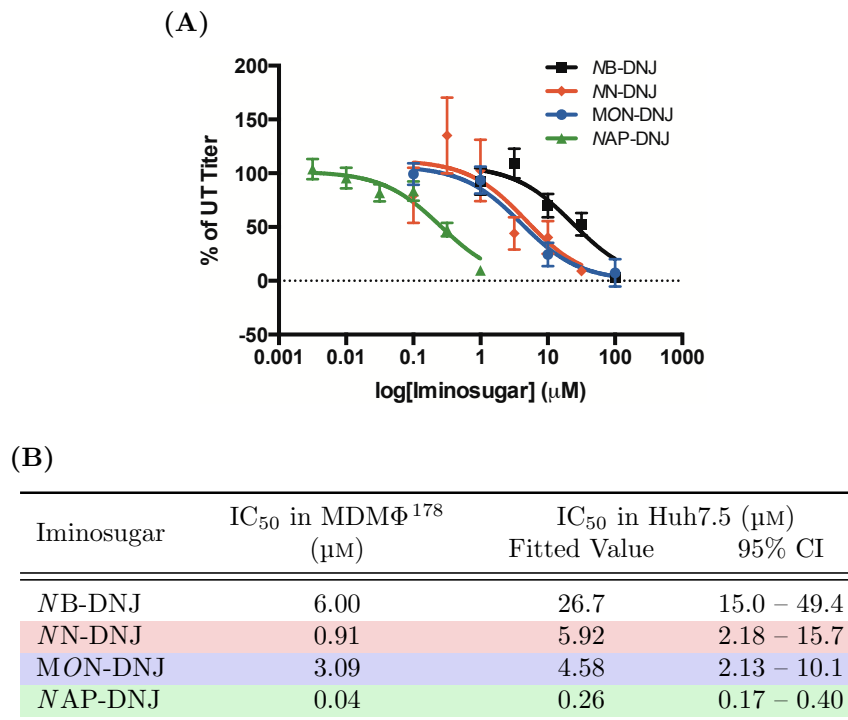 (A)
200
150
100
50
0
-50
% of UT Titer
0.001 0.01 0.1 1 10 100 1000
log[Iminosugar] (μM)
NB-DNJ
NN-DNJ
MON-DNJ
NAP-DNJ
(B)
Iminosugar IC50 in MDMΦ178 (µM) IC50 in Huh7.5 (µM)
Fitted Value 95% CI
NB-DNJ 6.00 26.7 15.0 – 49.4
NN-DNJ 0.91 5.92 2.18 – 15.7
MON-DNJ 3.09 4.58 2.13 – 10.1
NAP-DNJ 0.04 0.26 0.17 – 0.40